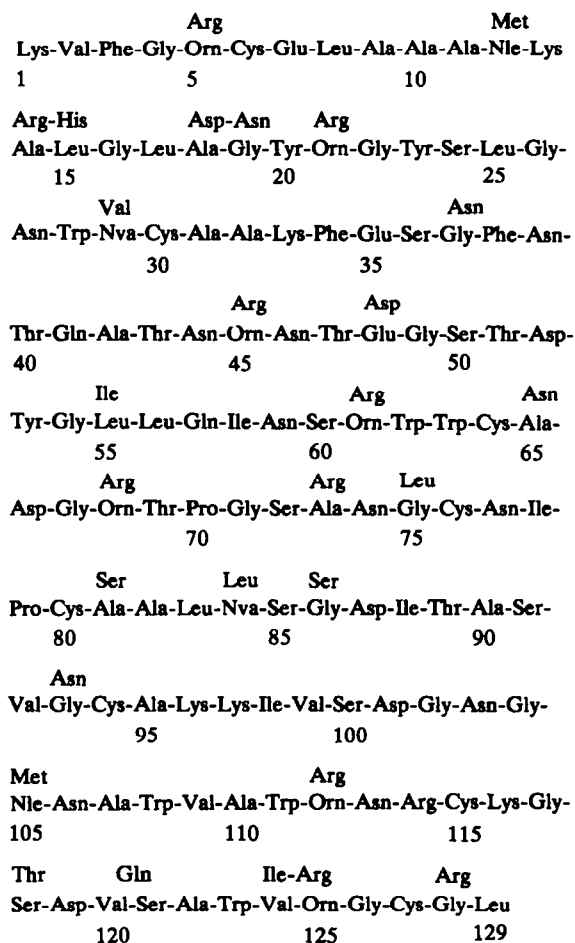 Arg Met
Lys-Val-Phe-Gly-Orn-Cys-Glu-Leu-Ala-Ala-Ala-Nle-Lys
1 5 10
Arg-His Asp-Asn Arg
Ala-Leu-Gly-Leu-Ala-Gly-Tyr-Orn-Gly-Tyr-Ser-Leu-Gly-
15 20 25
Val Asn
Asn-Trp-Nva-Cys-Ala-Ala-Lys-Phe-Glu-Ser-Gly-Phe-Asn-
30 35
Arg Asp
Thr-Gln-Ala-Thr-Asn-Orn-Asn-Thr-Glu-Gly-Ser-Thr-Asp-
40 45 50
Ile Arg Asn
Tyr-Gly-Leu-Leu-Gln-Ile-Asn-Ser-Orn-Trp-Trp-Cys-Ala-
55 60 65
Arg Arg Leu
Asp-Gly-Orn-Thr-Pro-Gly-Ser-Ala-Asn-Gly-Cys-Asn-Ile-
70 75
Ser Leu Ser
Pro-Cys-Ala-Ala-Leu-Nva-Ser-Gly-Asp-Ile-Thr-Ala-Ser-
80 85 90
Asn
Val-Gly-Cys-Ala-Lys-Lys-Ile-Val-Ser-Asp-Gly-Asn-Gly-
95 100
Met Arg
Nle-Asn-Ala-Trp-Val-Ala-Trp-Orn-Asn-Arg-Cys-Lys-Gly-
105 110 115
Thr Gln Ile-Arg Arg
Ser-Asp-Val-Ser-Ala-Trp-Val-Orn-Gly-Cys-Gly-Leu
120 125 129